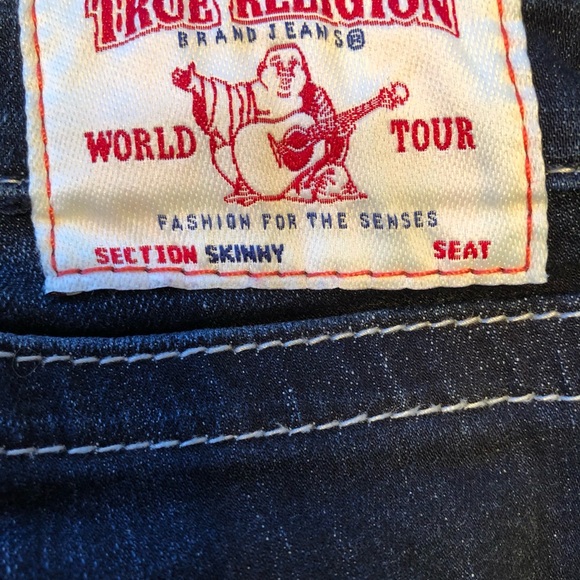 TRUE RELIGION
BRAND JEANS®
WORLD TOUR
FASHION FOR THE SENSES
SECTION SKINNY SEAT